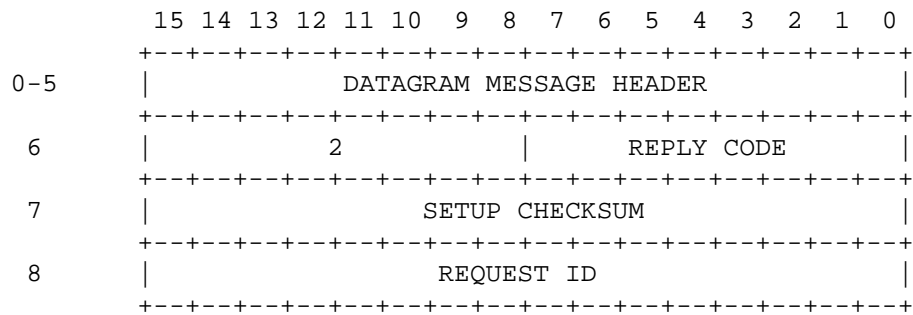 15 14 13 12 11 10 9 8 7 6 5 4 3 2 1 0
+--+--+--+--+--+--+--+--+--+--+--+--+--+--+--+--+
0-5 | DATAGRAM MESSAGE HEADER |
+--+--+--+--+--+--+--+--+--+--+--+--+--+--+--+--+
6 | 2 | REPLY CODE |
+--+--+--+--+--+--+--+--+--+--+--+--+--+--+--+--+
7 | SETUP CHECKSUM |
+--+--+--+--+--+--+--+--+--+--+--+--+--+--+--+--+
8 | REQUEST ID |
+--+--+--+--+--+--+--+--+--+--+--+--+--+--+--+--+